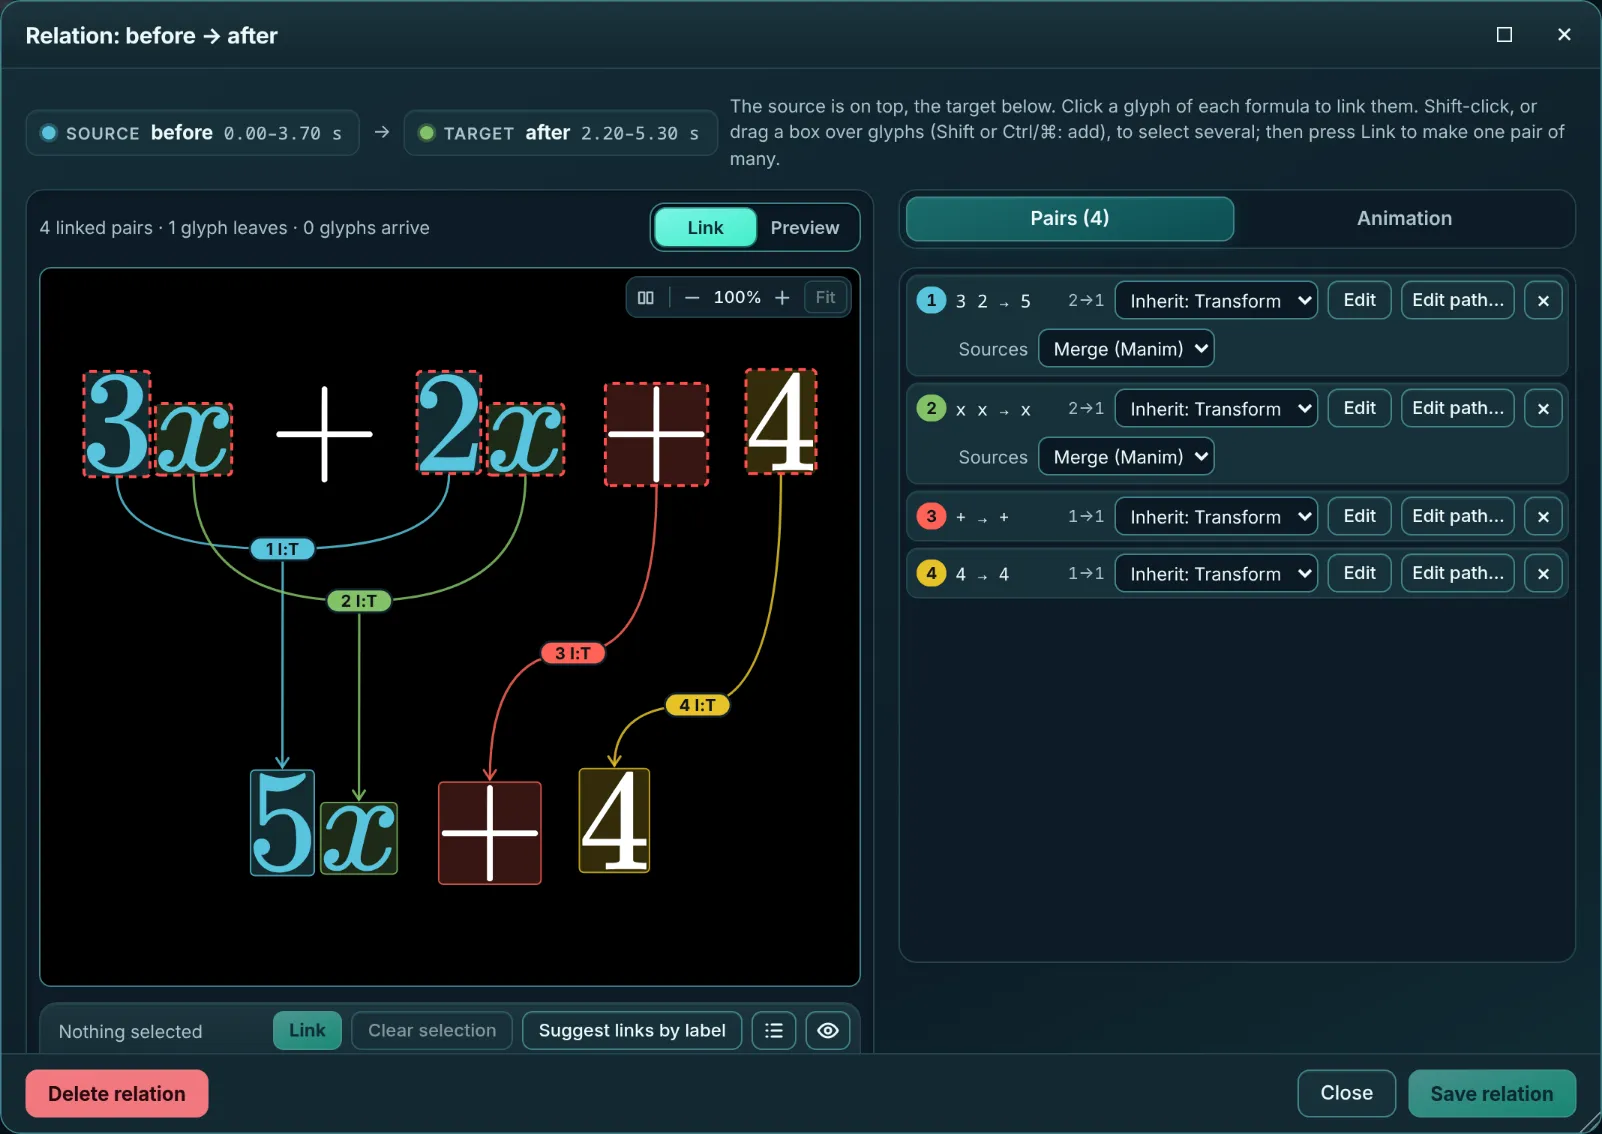 Relation: before → after
SOURCE before 0.00–3.70 s → TARGET after 2.20–5.30 s
The source is on top, the target below. Click a glyph of each formula to link them. Shift-click, or
drag a box over glyphs (Shift or Ctrl/⌘: add), to select several; then press Link to make one pair of
many.
4 linked pairs · 1 glyph leaves · 0 glyphs arrive
Link Preview
100% Fit
3x + 2x + 4
1 I:T
2 I:T
3 I:T
4 I:T
5x + 4
Nothing selected Link Clear selection Suggest links by label
Pairs (4) Animation
1 3 2 → 5 2→1 Inherit: Transform Edit Edit path... ×
Sources Merge (Manim)
2 x x → x 2→1 Inherit: Transform Edit Edit path... ×
Sources Merge (Manim)
3 + → + 1→1 Inherit: Transform Edit Edit path... ×
4 4 → 4 1→1 Inherit: Transform Edit Edit path... ×
Delete relation Close Save relation